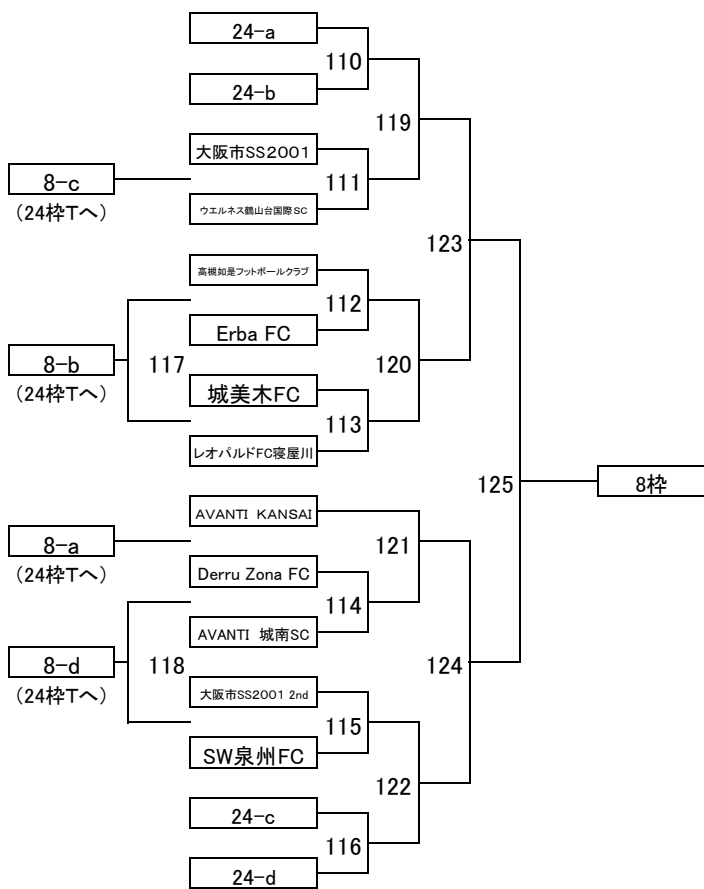 24-a
110
24-b
119
大阪市SS2001
8-c
111
(24枠Tへ)
ウエルネス鶴山台国際SC
123
高槻如是フットボールクラブ
112
Erba FC
8-b
117
120
(24枠Tへ)
城美木FC
113
レオパルドFC寝屋川
125
8枠
AVANTI KANSAI
8-a
121
(24枠Tへ)
Derru Zona FC
114
AVANTI 城南SC
8-d
118
124
(24枠Tへ)
大阪市SS2001 2nd
115
SW泉州FC
122
24-c
116
24-d